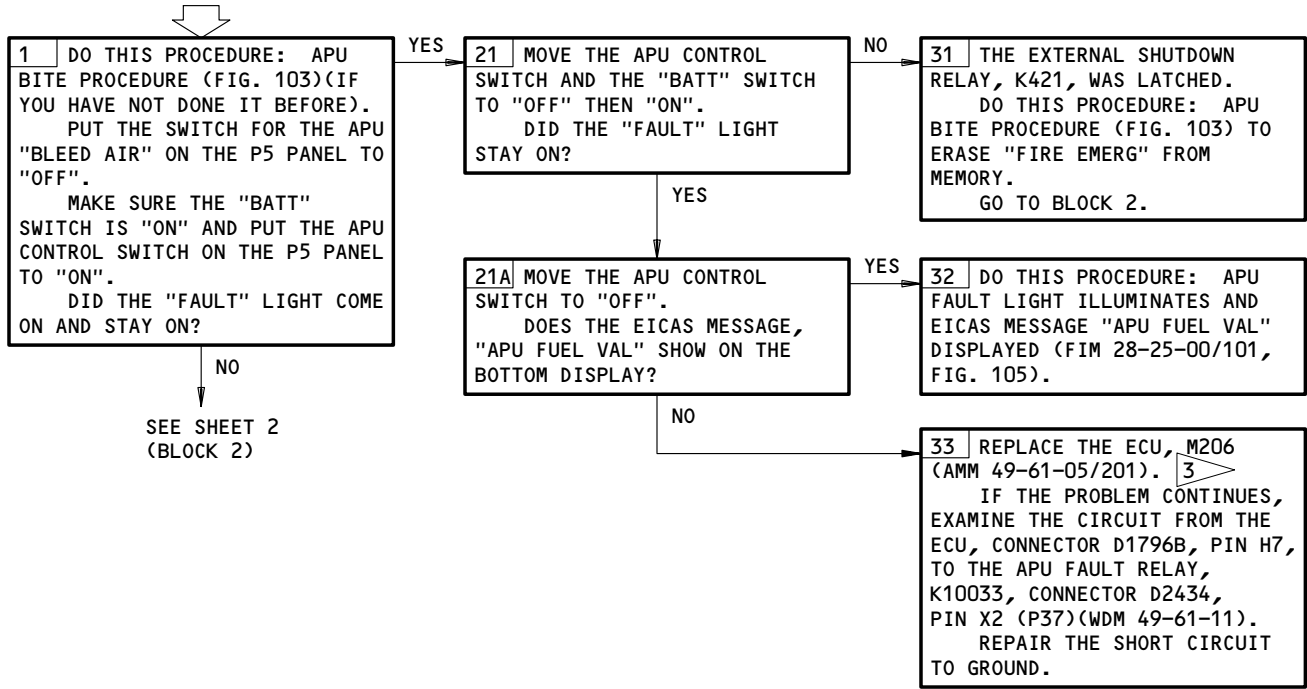 1 DO THIS PROCEDURE: APU
BITE PROCEDURE (FIG. 103)(IF
YOU HAVE NOT DONE IT BEFORE).
PUT THE SWITCH FOR THE APU
"BLEED AIR" ON THE P5 PANEL TO
"OFF".
MAKE SURE THE "BATT"
SWITCH IS "ON" AND PUT THE APU
CONTROL SWITCH ON THE P5 PANEL
TO "ON".
DID THE "FAULT" LIGHT COME
ON AND STAY ON?
YES
NO
SEE SHEET 2
(BLOCK 2)
21 MOVE THE APU CONTROL
SWITCH AND THE "BATT" SWITCH
TO "OFF" THEN "ON".
DID THE "FAULT" LIGHT
STAY ON?
NO
YES
31 THE EXTERNAL SHUTDOWN
RELAY, K421, WAS LATCHED.
DO THIS PROCEDURE: APU
BITE PROCEDURE (FIG. 103) TO
ERASE "FIRE EMERG" FROM
MEMORY.
GO TO BLOCK 2.
21A MOVE THE APU CONTROL
SWITCH TO "OFF".
DOES THE EICAS MESSAGE,
"APU FUEL VAL" SHOW ON THE
BOTTOM DISPLAY?
YES
NO
32 DO THIS PROCEDURE: APU
FAULT LIGHT ILLUMINATES AND
EICAS MESSAGE "APU FUEL VAL"
DISPLAYED (FIM 28-25-00/101,
FIG. 105).
33 REPLACE THE ECU, M206
(AMM 49-61-05/201). 3
IF THE PROBLEM CONTINUES,
EXAMINE THE CIRCUIT FROM THE
ECU, CONNECTOR D1796B, PIN H7,
TO THE APU FAULT RELAY,
K10033, CONNECTOR D2434,
PIN X2 (P37)(WDM 49-61-11).
REPAIR THE SHORT CIRCUIT
TO GROUND.